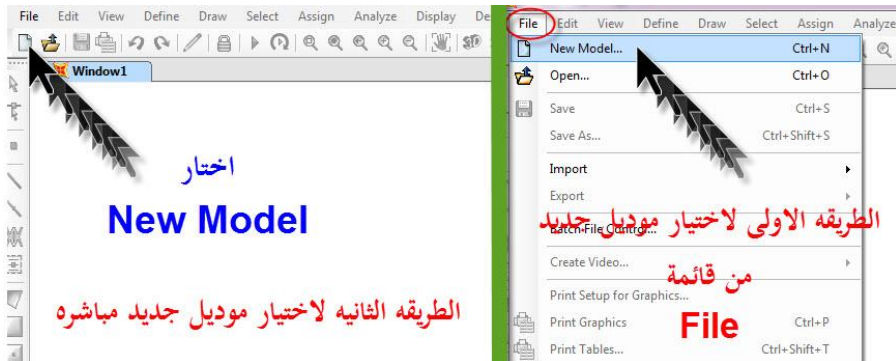 File Edit View Define Draw Select Assign Analyze Display De
Window1
اختار
New Model
الطريقه الثانيه لاختيار موديل جديد مباشره
File Edit View Define Draw Select Assign Analyze
New Model... Ctrl+N
Open... Ctrl+O
Save Ctrl+S
Save As... Ctrl+Shift+S
Import
Export
الطريقه الاولى لاختيار موديل جديد
Batch File Control...
Create Video...
من قائمة
Print Setup for Graphics...
File
Print Graphics Ctrl+P
Print Tables... Ctrl+Shift+T